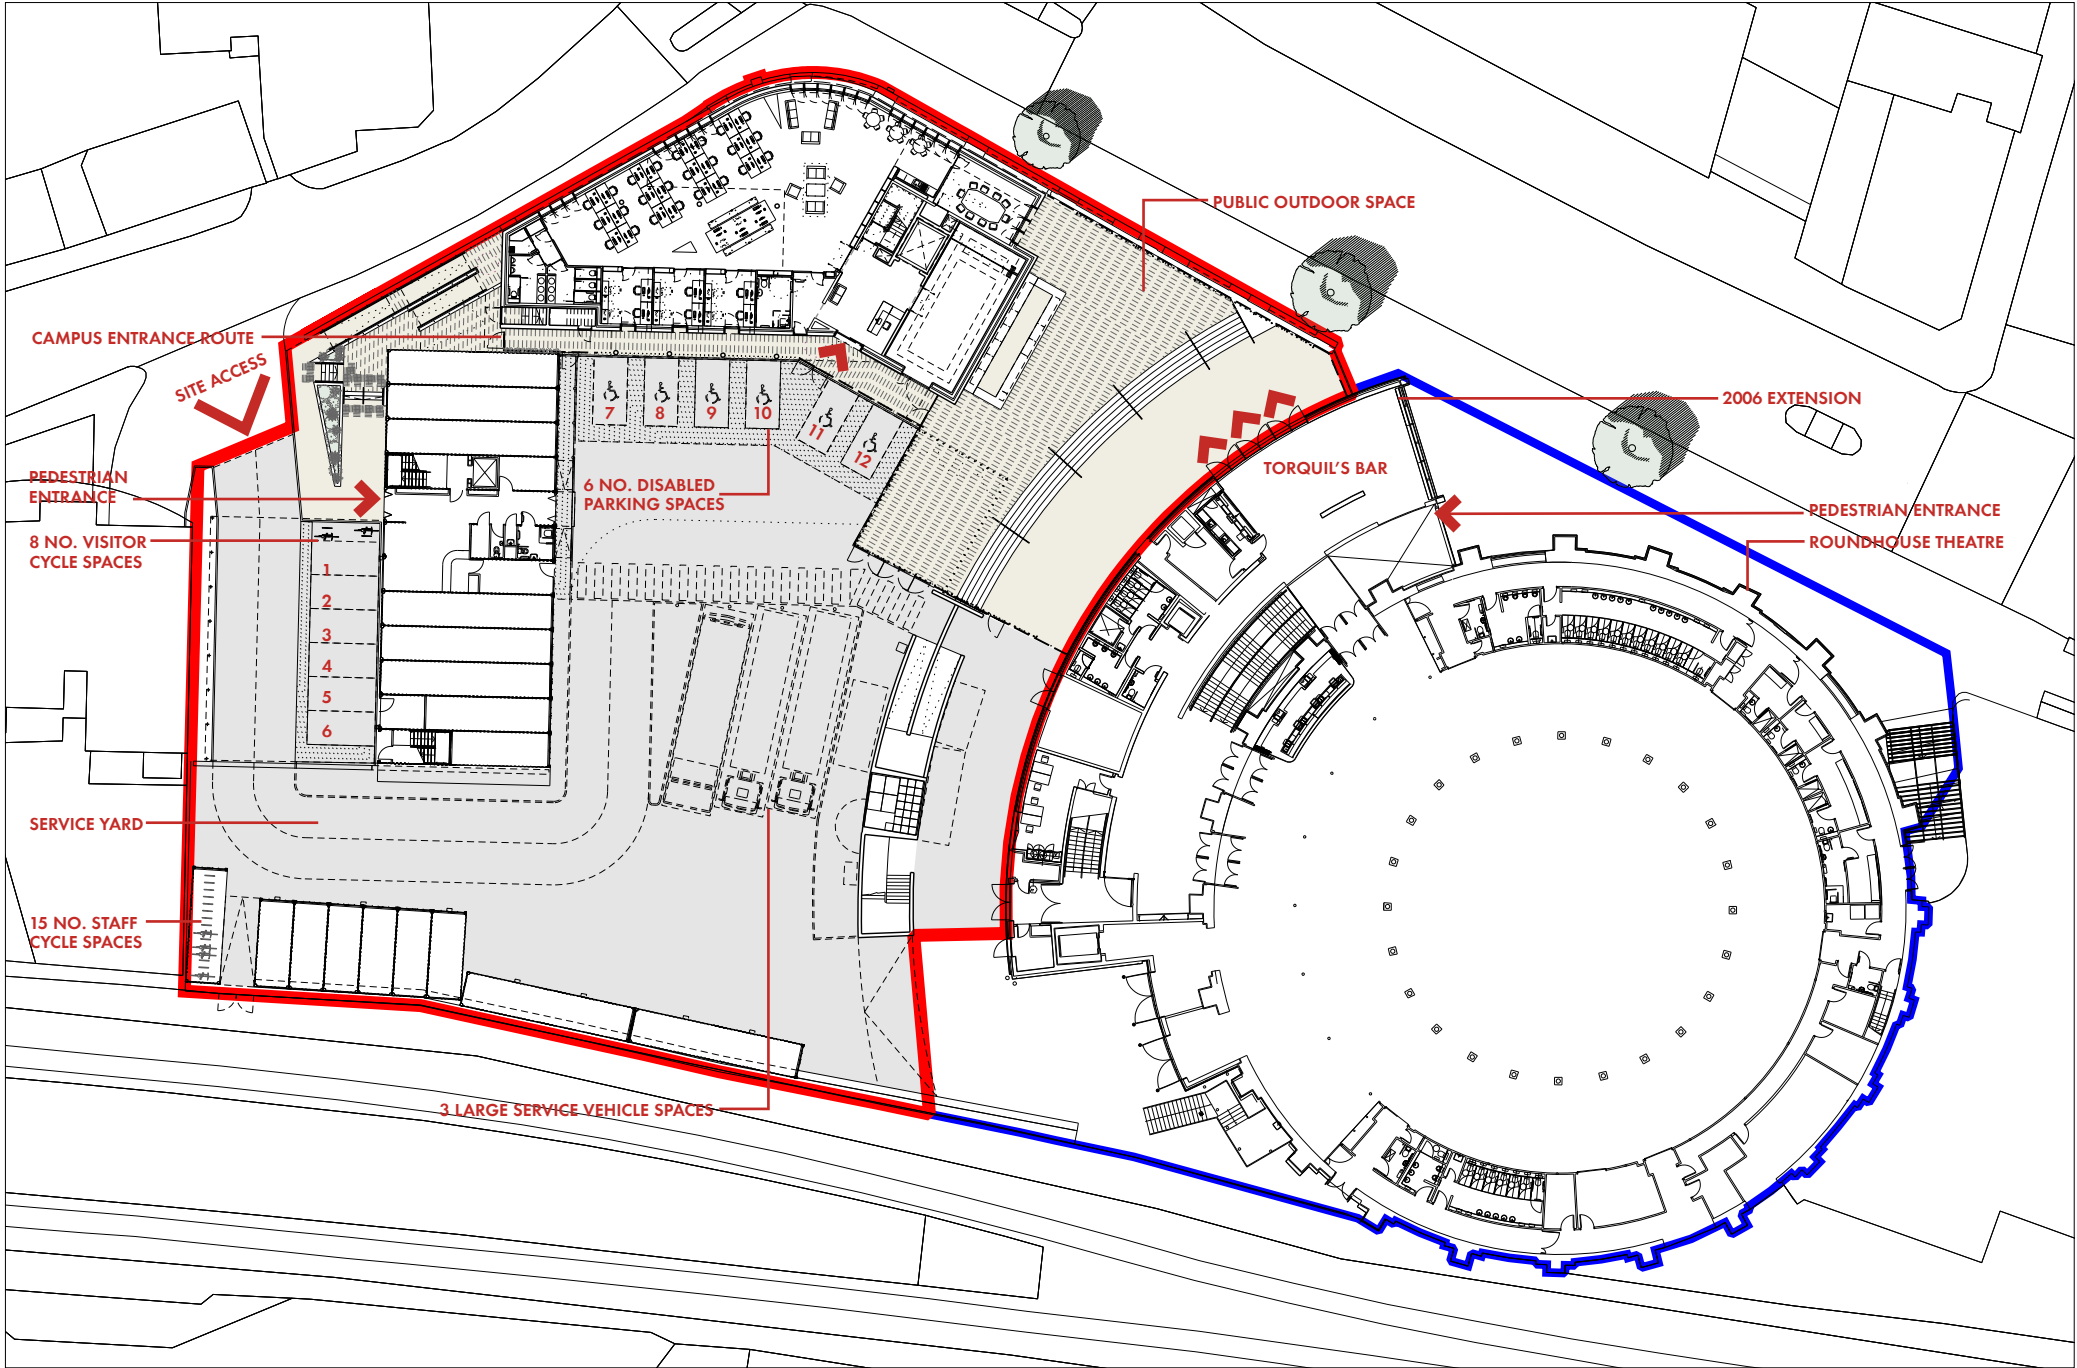 PUBLIC OUTDOOR SPACE
CAMPUS ENTRANCE ROUTE
SITE ACCESS
2006 EXTENSION
7
8
9
10
11
12
TORQUIL'S BAR
PEDESTRIAN
ENTRANCE
6 NO. DISABLED
PARKING SPACES
PEDESTRIAN ENTRANCE
8 NO. VISITOR
CYCLE SPACES
ROUNDHOUSE THEATRE
1
2
3
4
5
6
SERVICE YARD
15 NO. STAFF
CYCLE SPACES
3 LARGE SERVICE VEHICLE SPACES